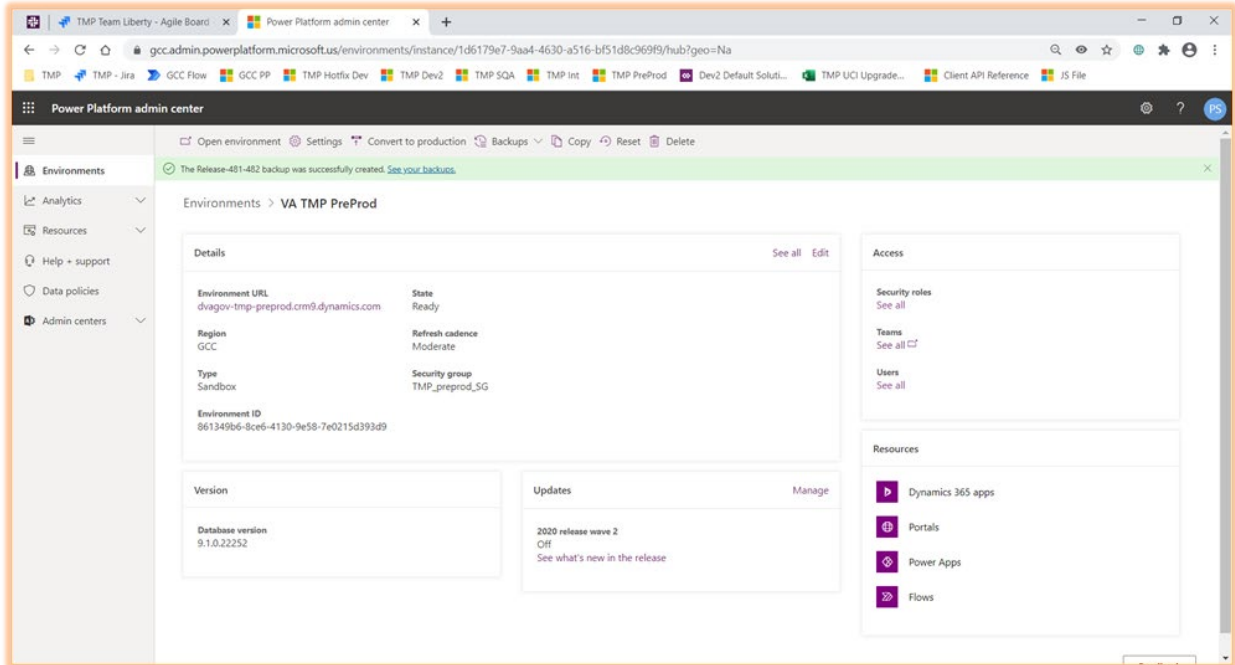 TMP Team Liberty - Agile Board
Power Platform admin center
gcc.admin.powerplatform.microsoft.us/environments/instance/1d6179e7-9aa4-4630-a516-bf51d8c969f9/hub?geo=Na
TMP
TMP - Jira
GCC Flow
GCC PP
TMP Hotfix Dev
TMP Dev2
TMP SQA
TMP Int
TMP PreProd
Dev2 Default Soluti...
TMP UCI Upgrade...
Client API Reference
JS File
Power Platform admin center
? PS
Open environment
Settings
Convert to production
Backups
Copy
Reset
Delete
Environments
Analytics
Resources
Help + support
Data policies
Admin centers
The Release-481-482 backup was successfully created. See your backups.
Environments > VA TMP PreProd
Details
See all Edit
Environment URL
dvagov-tmp-preprod.crm9.dynamics.com
State
Ready
Region
GCC
Refresh cadence
Moderate
Type
Sandbox
Security group
TMP_preprod_SG
Environment ID
861349b6-8ce6-4130-9e58-7e0215d393d9
Access
Security roles
See all
Teams
See all
Users
See all
Version
Database version
9.1.0.22252
Updates
Manage
2020 release wave 2
Off
See what's new in the release
Resources
Dynamics 365 apps
Portals
Power Apps
Flows